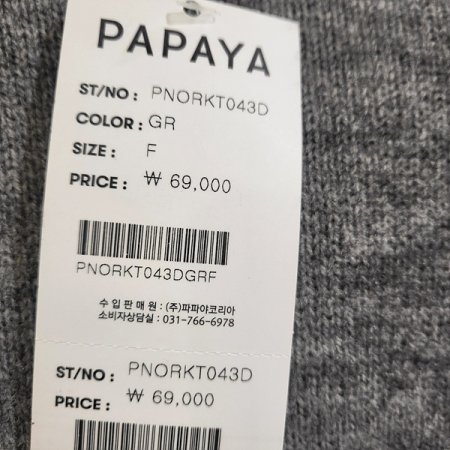 PAPAYA
ST/NO : PNORKT043D
COLOR : GR
SIZE : F
PRICE : ₩ 69,000
PNORKT043DGRF
수 입 판 매 원 : (주)파파야코리아
소비자상담실 : 031-766-6978
ST/NO : PNORKT043D
PRICE : ₩ 69,000